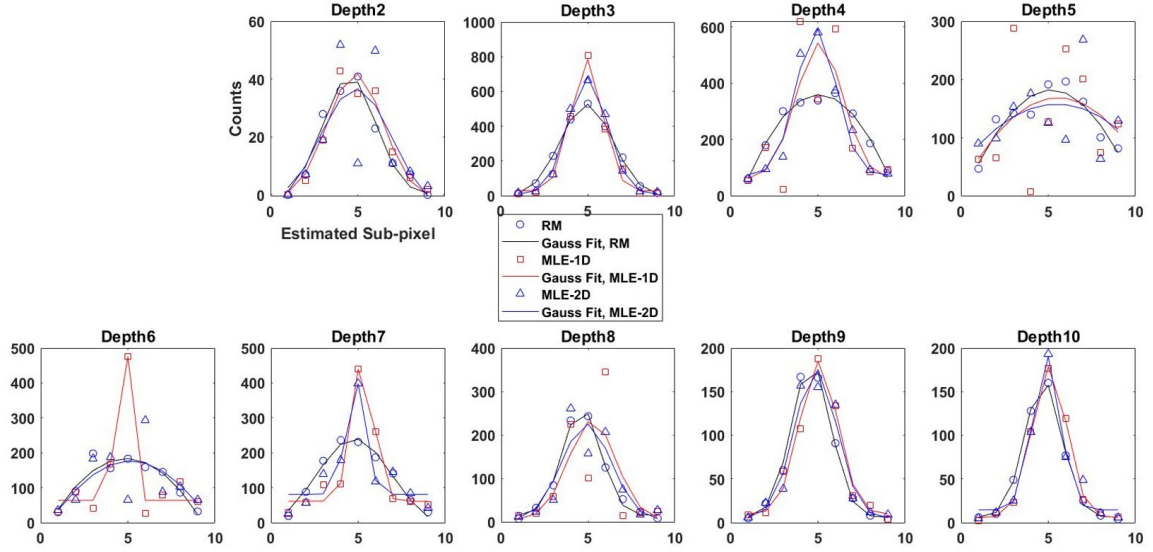 Depth2
60
40
20
0
0 5 10
Counts
Estimated Sub-pixel
Depth3
1000
800
600
400
200
0
0 5 10
Depth4
600
400
200
0
0 5 10
Depth5
300
200
100
0
0 5 10
RM
Gauss Fit, RM
MLE-1D
Gauss Fit, MLE-1D
MLE-2D
Gauss Fit, MLE-2D
Depth6
500
400
300
200
100
0
0 5 10
Depth7
500
400
300
200
100
0
0 5 10
Depth8
400
300
200
100
0
0 5 10
Depth9
200
150
100
50
0
0 5 10
Depth10
200
150
100
50
0
0 5 10